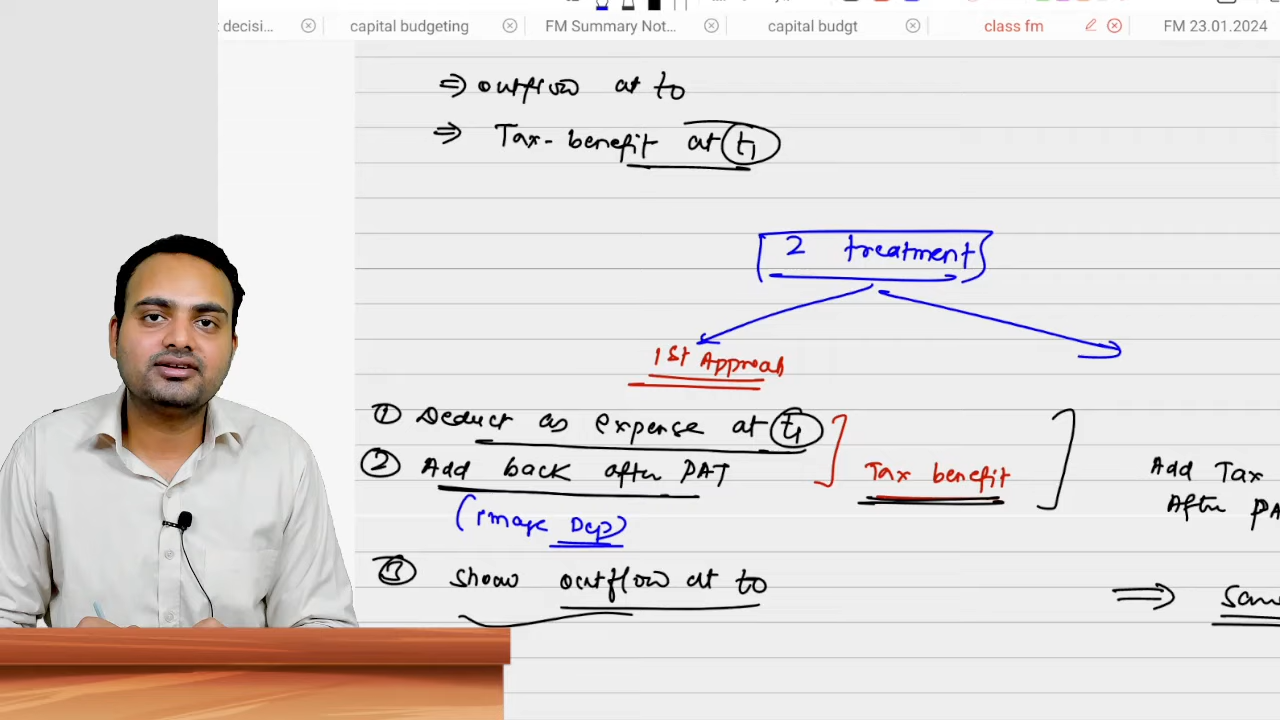 t decisi...
capital budgeting
FM Summary Not...
capital budgt
class fm
FM 23.01.2024
⇒ outflow at t0
⇒ Tax-benefit at t1
2 treatment
1st Approah
① Deduct as expense at t1
② Add back after PAT
Tax benefit
Add Tax
After PA
(image Dep)
③ show outflow at t0
⇒ Sam